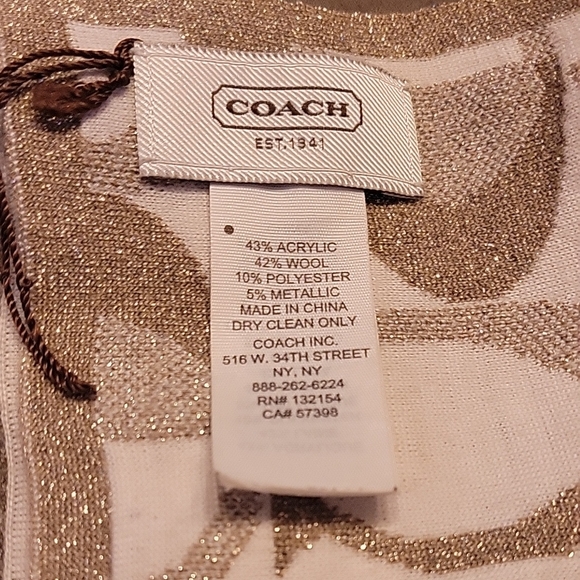 COACH
EST.1941
43% ACRYLIC
42% WOOL
10% POLYESTER
5% METALLIC
MADE IN CHINA
DRY CLEAN ONLY
COACH INC.
516 W. 34TH STREET
NY, NY
888-262-6224
RN# 132154
CA# 57398